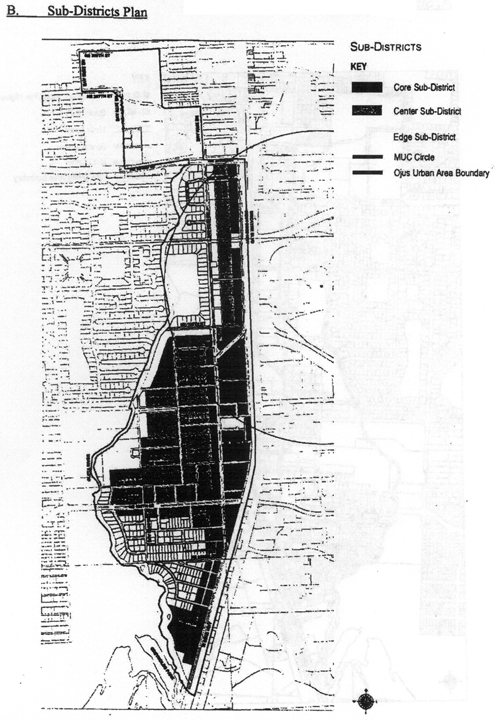 B. Sub-Districts Plan
SUB-DISTRICTS
KEY
Core Sub-District
Center Sub-District
Edge Sub-District
MUC Circle
Ojus Urban Area Boundary